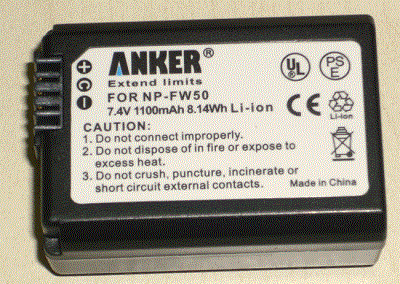 ANKER®
Extend limits
FOR NP-FW50
7.4V 1100mAh 8.14Wh Li-ion
UL
PS
E
CE
Li-ion
CAUTION:
1. Do not connect improperly.
2. Do not dispose of in fire or expose to
excess heat.
3. Do not crush, puncture, incinerate or
short circuit external contacts.
Made in China